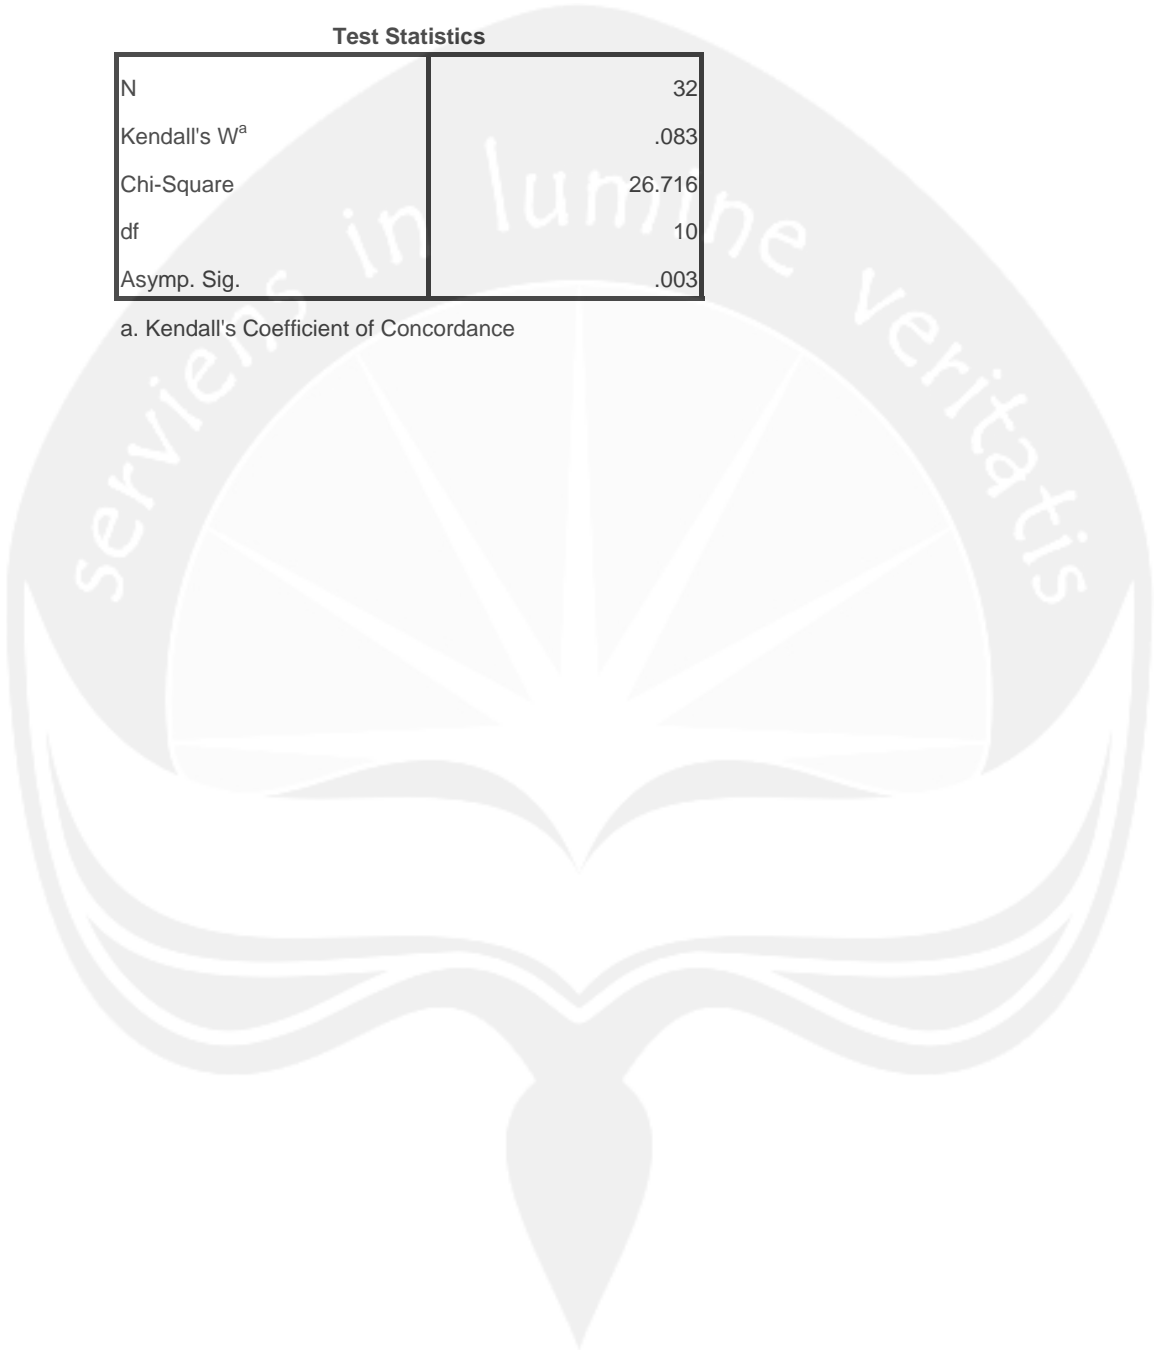 Test Statistics
N 32
Kendall's Wᵃ .083
Chi-Square 26.716
df 10
Asymp. Sig. .003
a. Kendall's Coefficient of Concordance
serviens in lumine veritatis